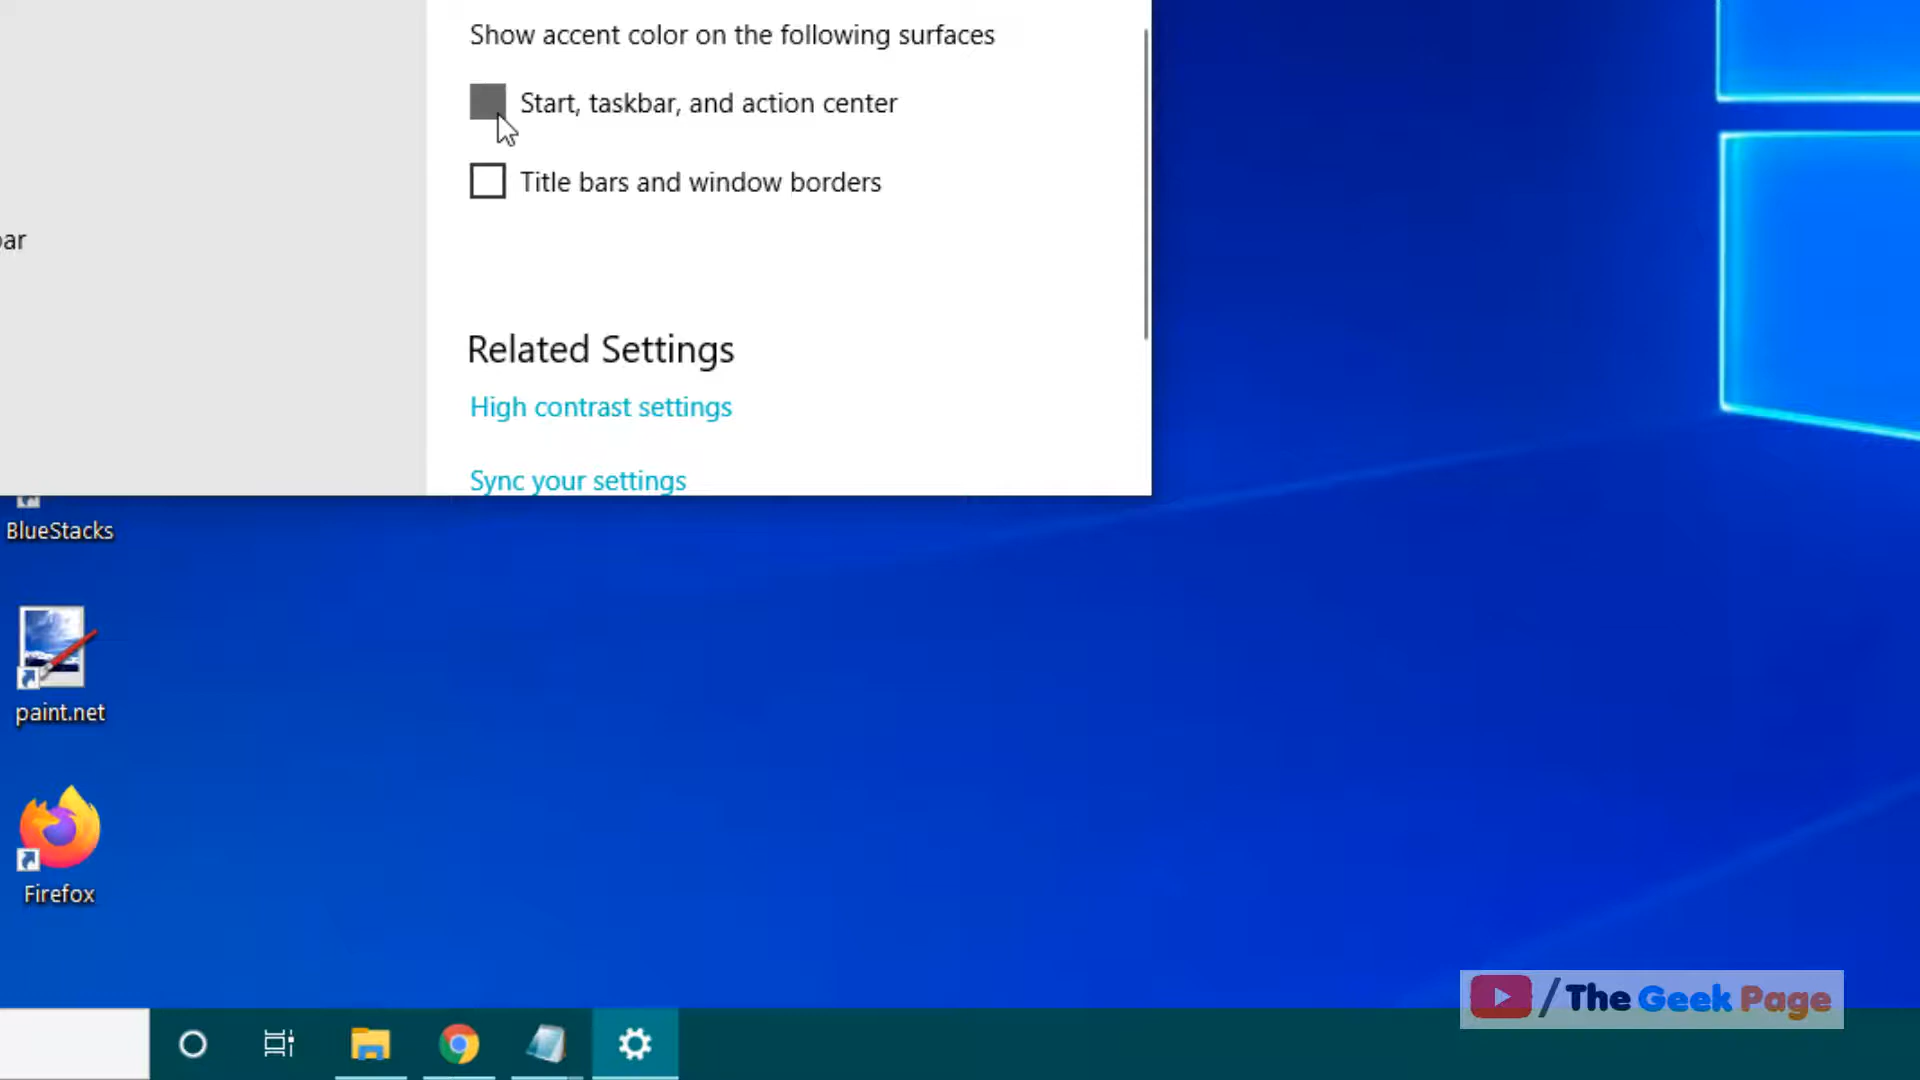 Show accent color on the following surfaces
Start, taskbar, and action center
Title bars and window borders
bar
Related Settings
High contrast settings
Sync your settings
BlueStacks
paint.net
Firefox
/The Geek Page